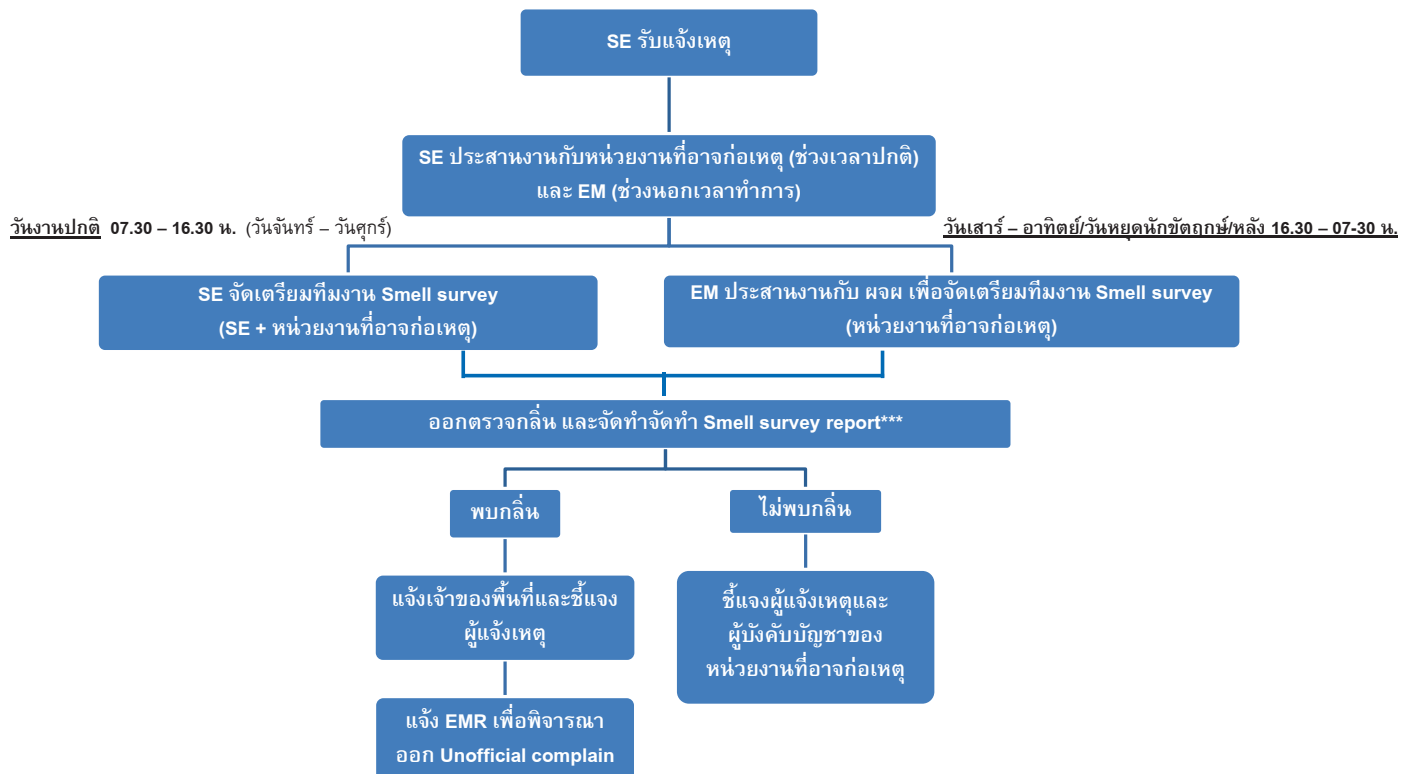 SE รับแจ้งเหตุ
SE ประสานงานกับหน่วยงานที่อาจก่อเหตุ (ช่วงเวลาปกติ)
และ EM (ช่วงนอกเวลาทำการ)
วันงานปกติ 07.30 – 16.30 น. (วันจันทร์ – วันศุกร์)
วันเสาร์ – อาทิตย์/วันหยุดนักขัตฤกษ์/หลัง 16.30 – 07-30 น.
SE จัดเตรียมทีมงาน Smell survey
(SE + หน่วยงานที่อาจก่อเหตุ)
EM ประสานงานกับ ผจผ เพื่อจัดเตรียมทีมงาน Smell survey
(หน่วยงานที่อาจก่อเหตุ)
ออกตรวจกลิ่น และจัดทำจัดทำ Smell survey report***
พบกลิ่น
ไม่พบกลิ่น
แจ้งเจ้าของพื้นที่และชี้แจง
ผู้แจ้งเหตุ
ชี้แจงผู้แจ้งเหตุและ
ผู้บังคับบัญชาของ
หน่วยงานที่อาจก่อเหตุ
แจ้ง EMR เพื่อพิจารณา
ออก Unofficial complain